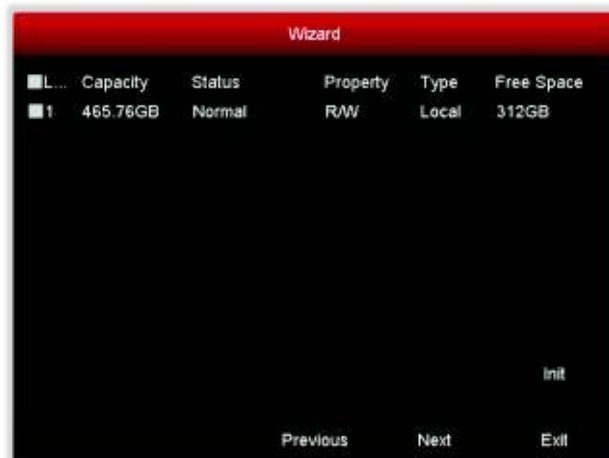 Wizard
L... Capacity Status Property Type Free Space
1 465.76GB Normal R/W Local 312GB
Init
Previous Next Exit